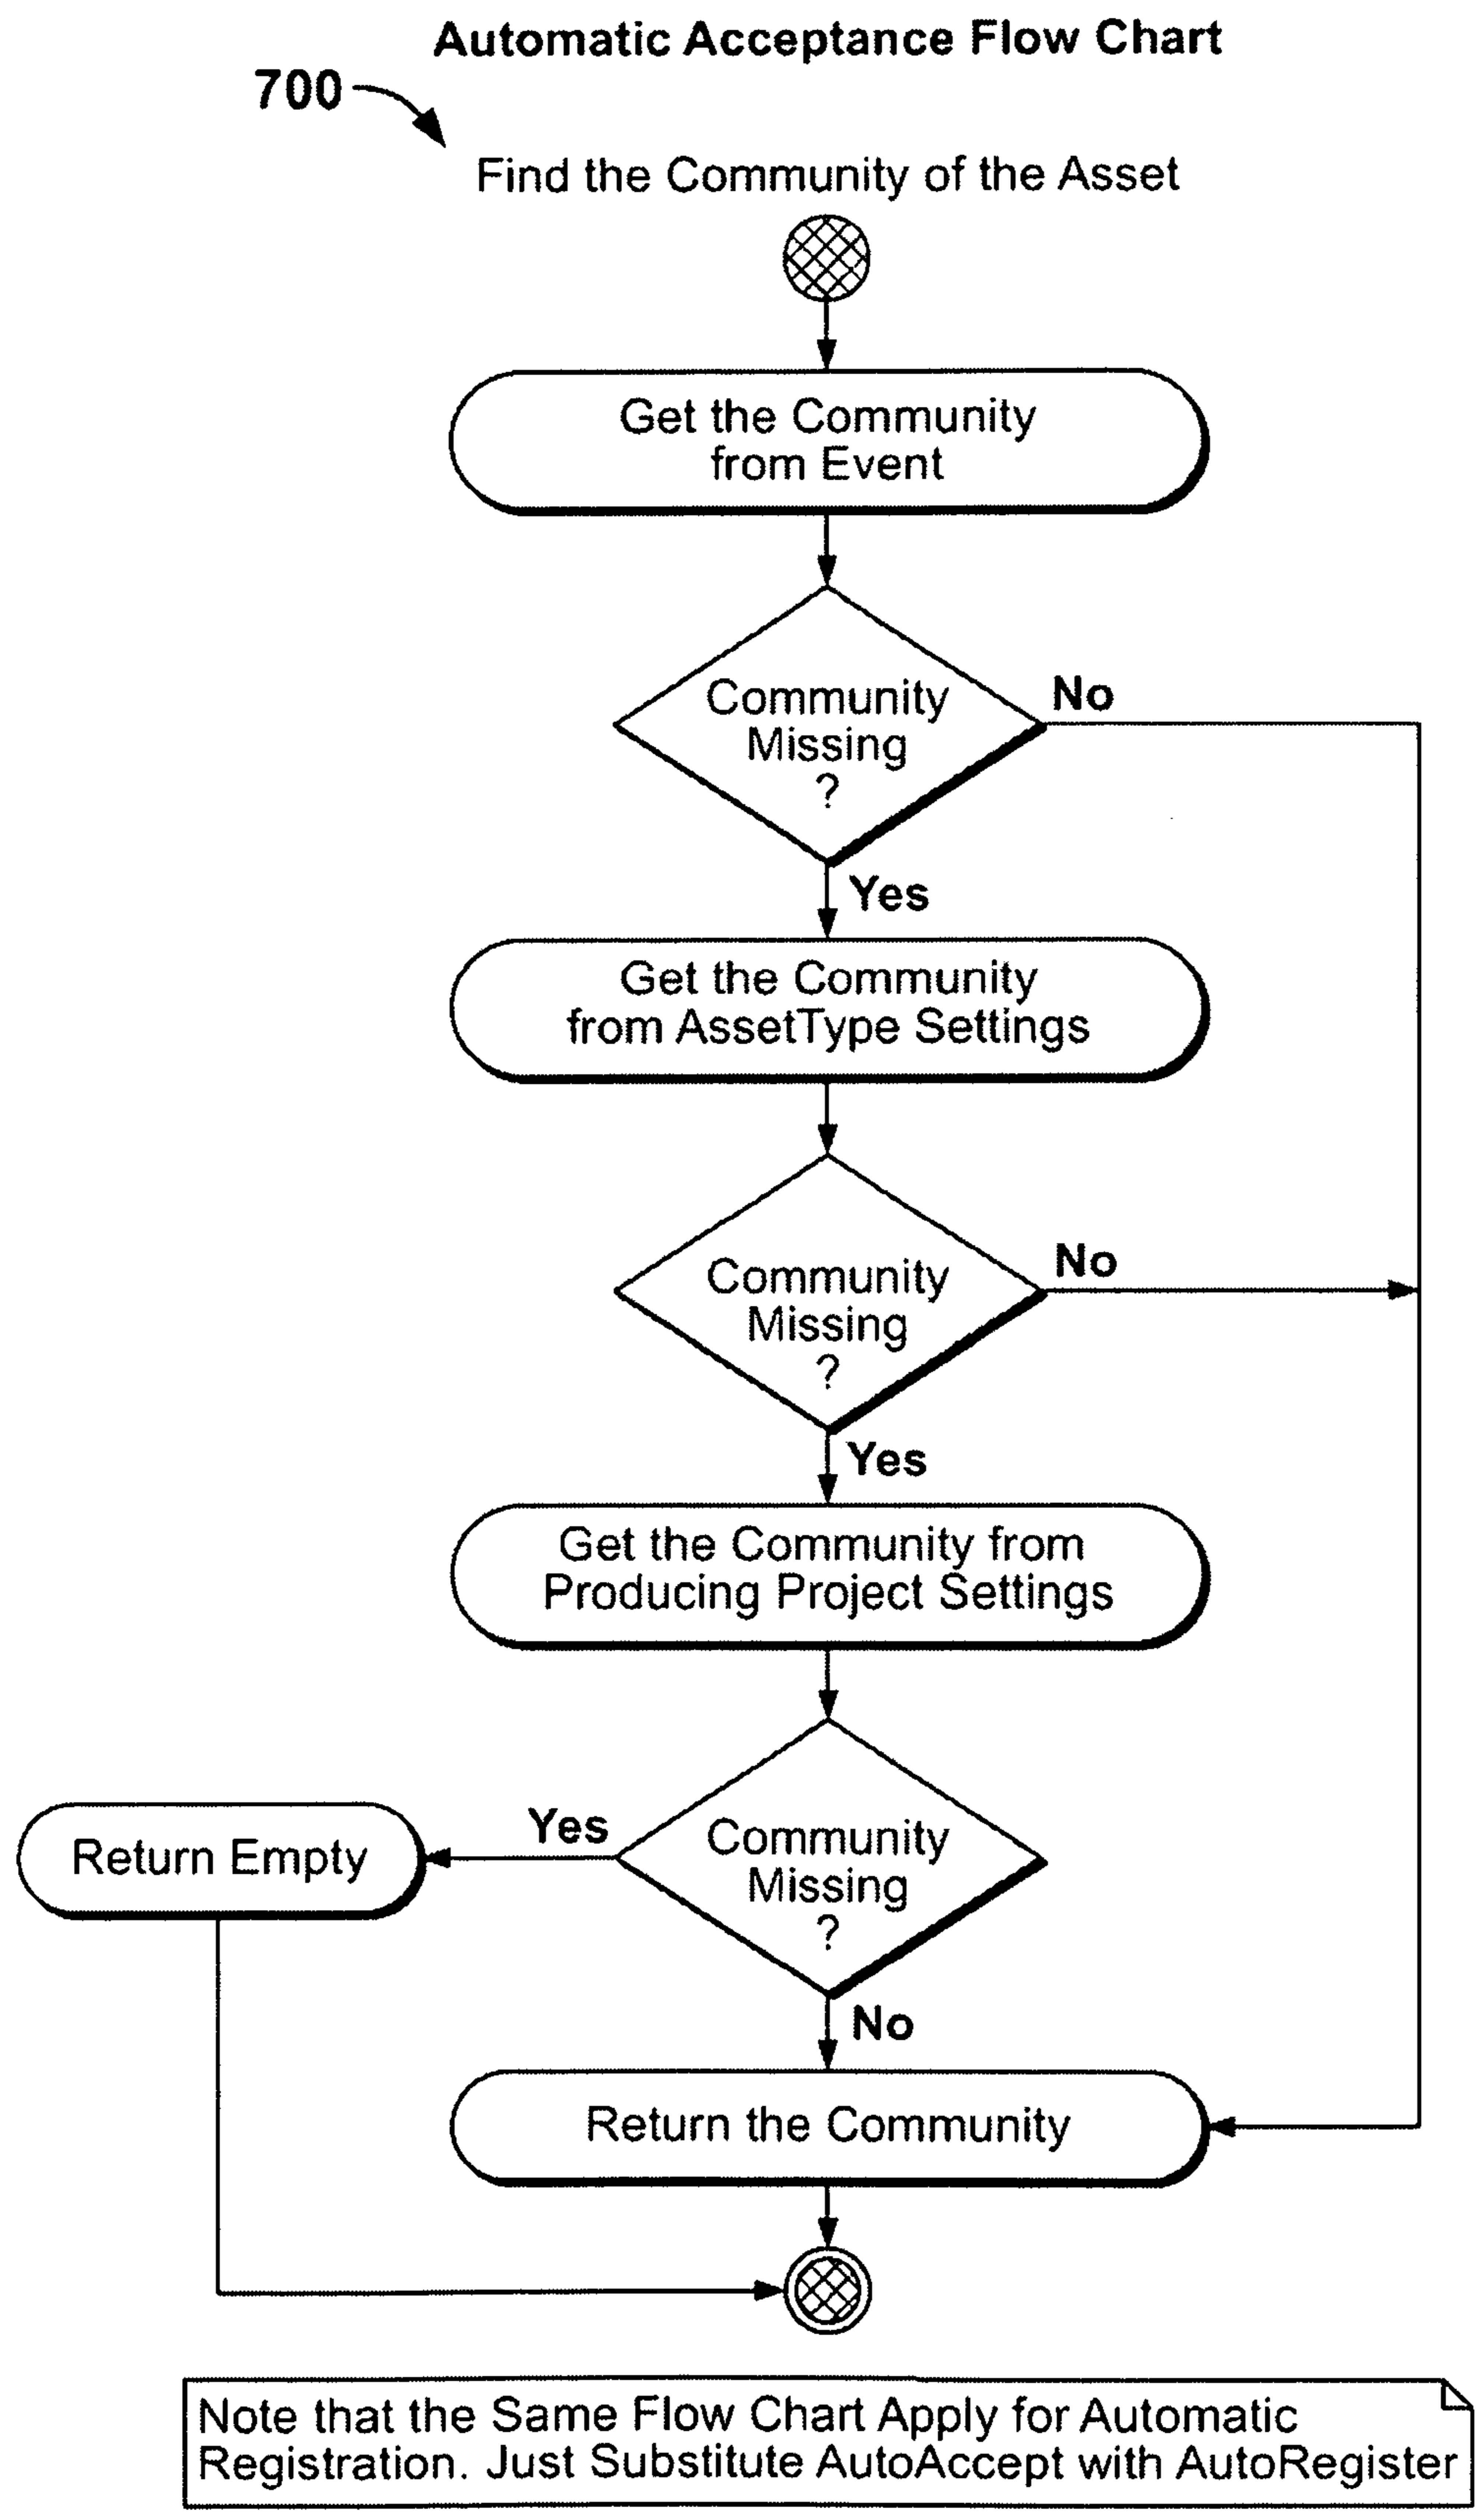 Automatic Acceptance Flow Chart
700
Find the Community of the Asset
Get the Community
from Event
Community
Missing
?
No
Yes
Get the Community
from AssetType Settings
Community
Missing
?
No
Yes
Get the Community from
Producing Project Settings
Return Empty
Yes
Community
Missing
?
No
Return the Community
Note that the Same Flow Chart Apply for Automatic
Registration. Just Substitute AutoAccept with AutoRegister